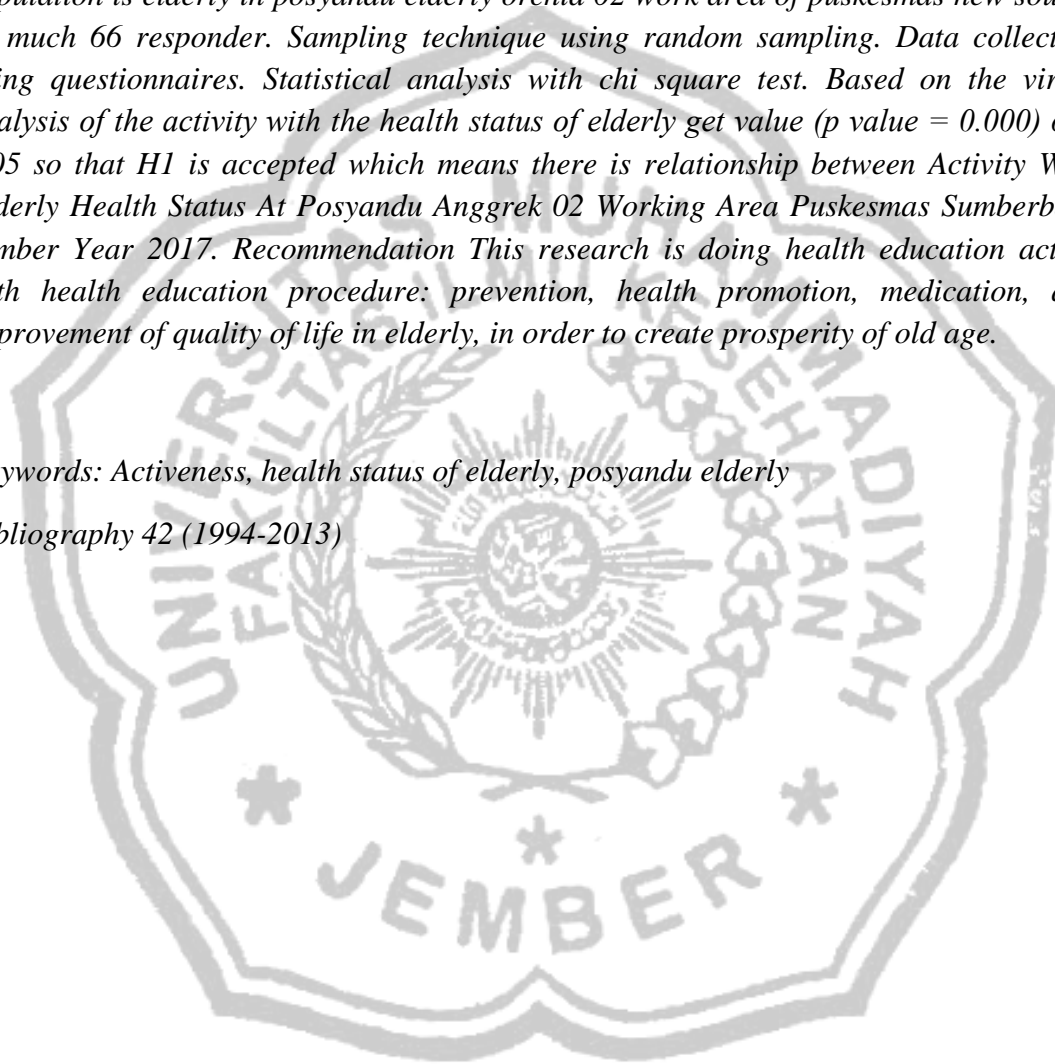 pulation is elderly in posyandu elderly orchid 02 work area of puskesmas new sou
much 66 responder. Sampling technique using random sampling. Data collect
ing questionnaires. Statistical analysis with chi square test. Based on the vir
alysis of the activity with the health status of elderly get value (p value = 0.000)
05 so that H1 is accepted which means there is relationship between Activity W
derly Health Status At Posyandu Anggrek 02 Working Area Puskesmas Sumberb
mber Year 2017. Recommendation This research is doing health education act
th health education procedure: prevention, health promotion, medication,
provement of quality of life in elderly, in order to create prosperity of old age.
ywords: Activeness, health status of elderly, posyandu elderly
bliography 42 (1994-2013)
UNIVERSITAS MUHAMMADIYAH
FAKULTAS ILMU KESEHATAN
JEMBER